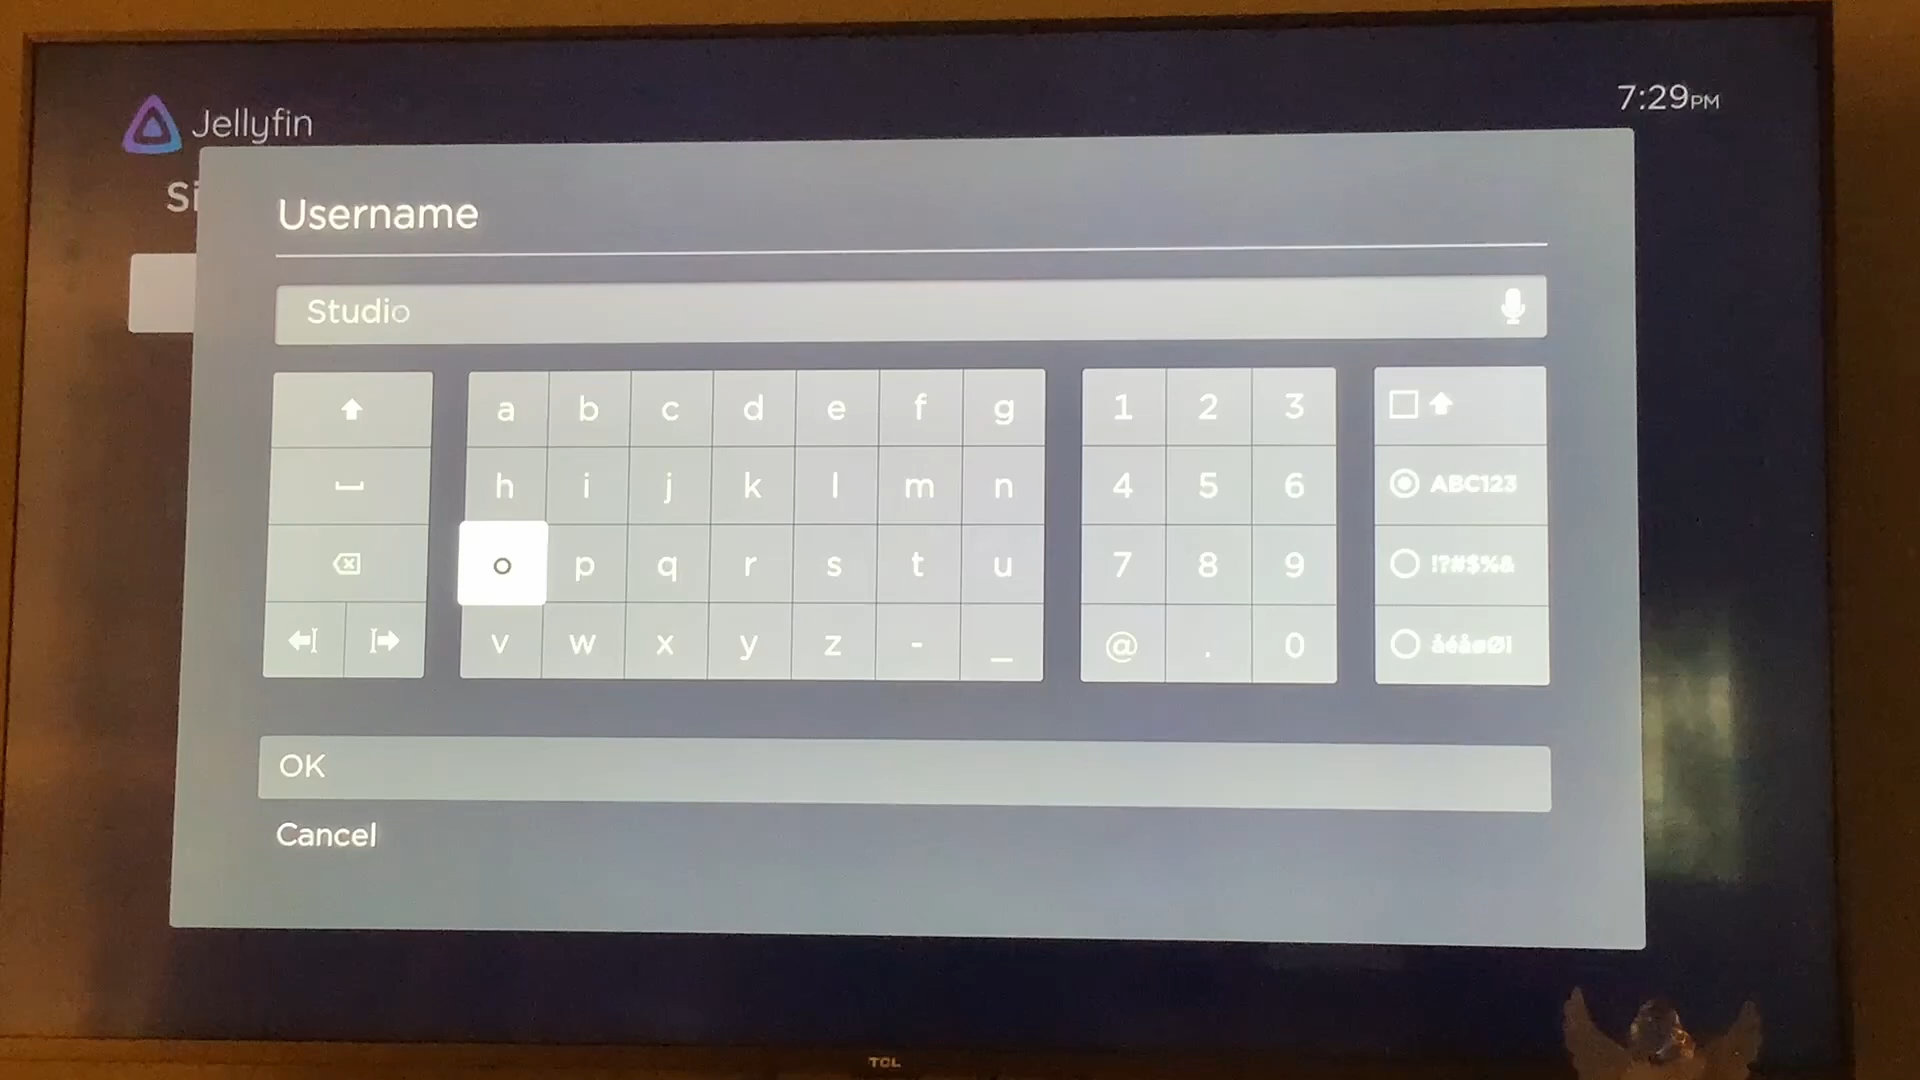 Jellyfin
7:29PM
Si
Username
Studio
a b c d e f g 1 2 3
h i j k l m n 4 5 6 ABC123
o p q r s t u 7 8 9 !?#$%&
v w x y z - _ @ . 0
OK
Cancel
TCL